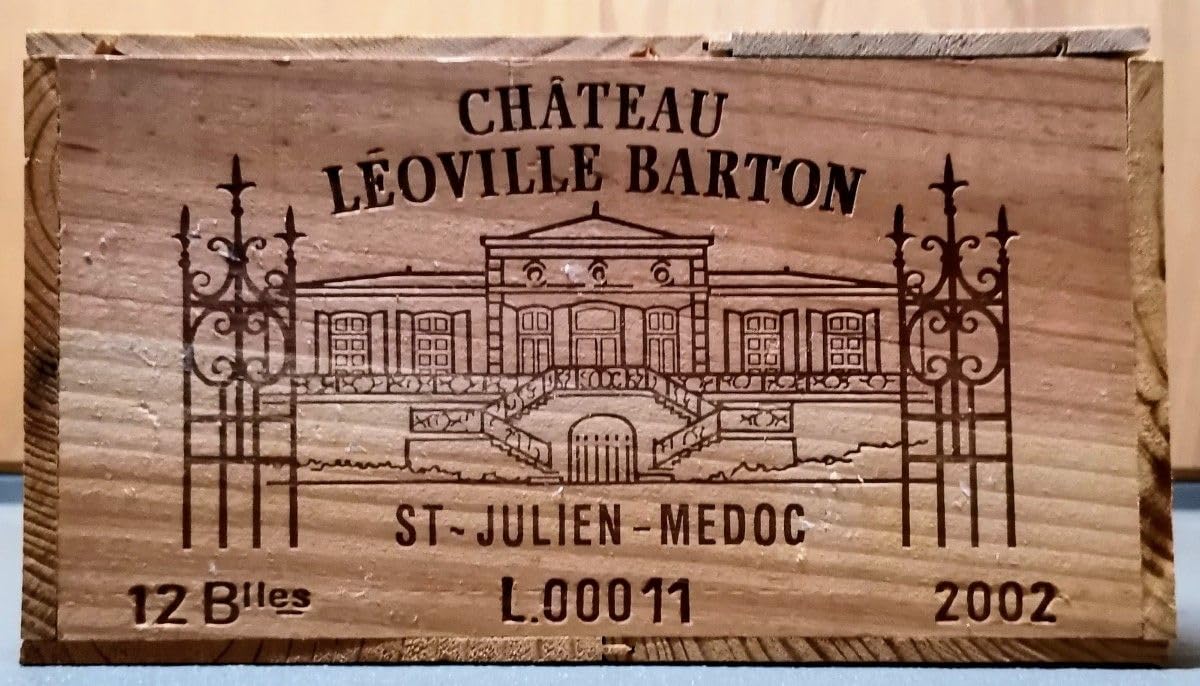 CHÂTEAU
LÉOVILLE BARTON
ST~JULIEN-MEDOC
12 Blles L.00011 2002